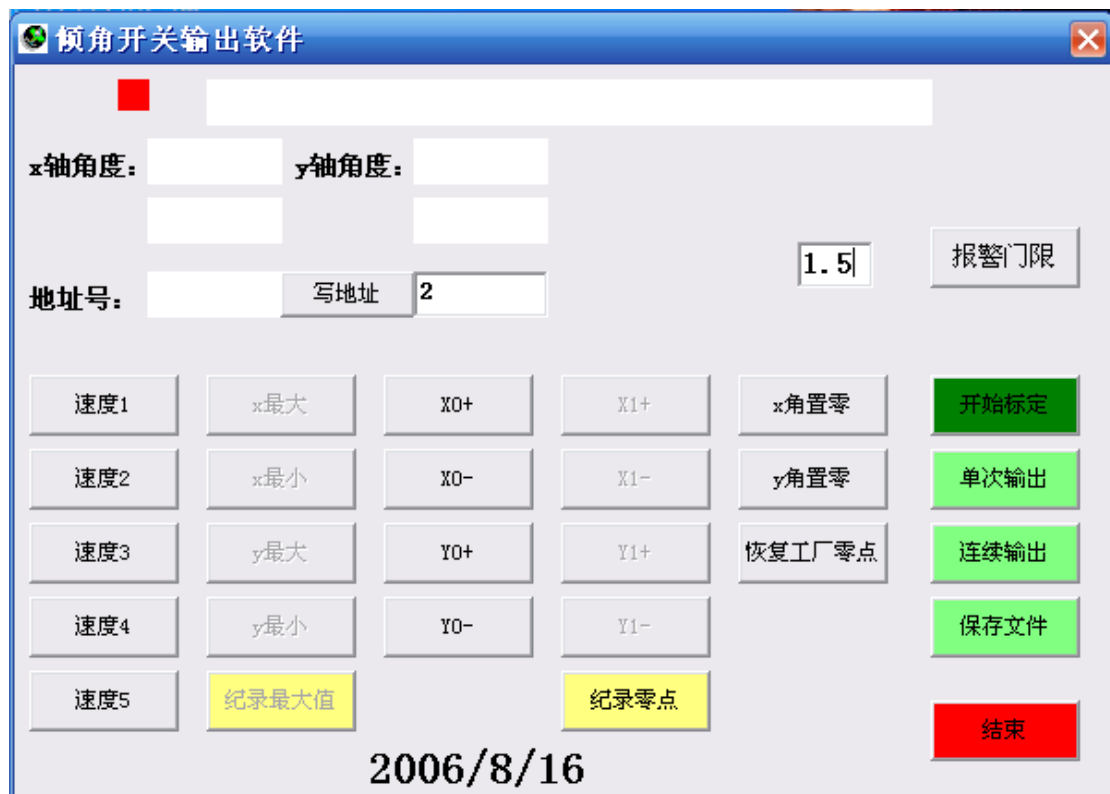 倾角开关输出软件
x轴角度: y轴角度:
1.5 报警门限
地址号: 写地址 2
速度1 x最大 X0+ X1+ x角置零 开始标定
速度2 x最小 X0- X1- y角置零 单次输出
速度3 y最大 Y0+ Y1+ 恢复工厂零点 连续输出
速度4 y最小 Y0- Y1- 保存文件
速度5 纪录最大值 纪录零点
结束
2006/8/16